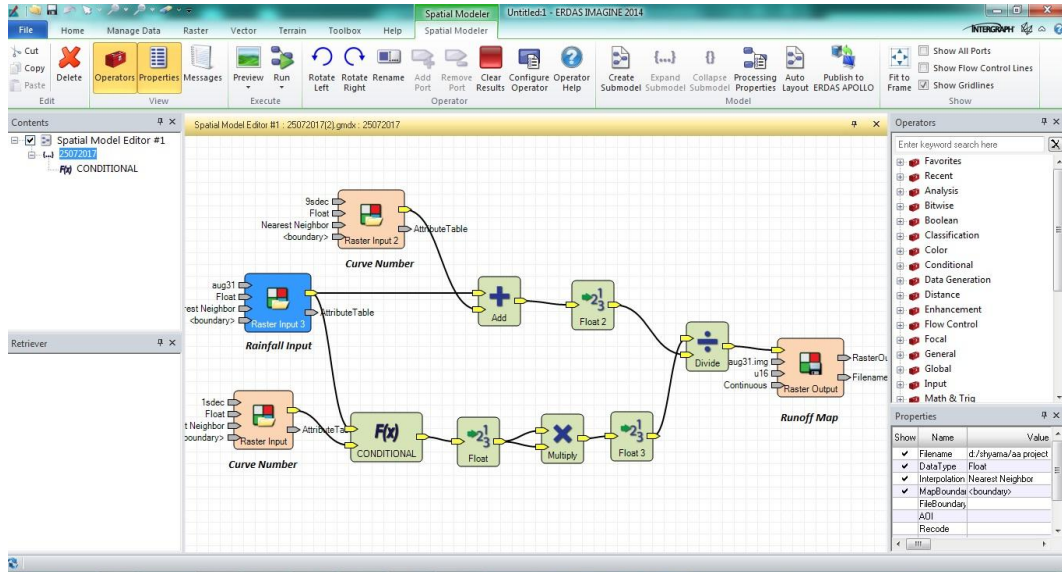 Spatial Modeler
Untitled:1 - ERDAS IMAGINE 2014
File
Home
Manage Data
Raster
Vector
Terrain
Toolbox
Help
Spatial Modeler
INTERGRAPH
Cut
Copy
Paste
Delete
Operators
Properties
Messages
Preview
Run
Rotate Left
Rotate Right
Rename
Add Port
Remove Port
Clear Results
Configure Operator
Operator Help
Create Submodel
Expand Submodel
Collapse Submodel
Processing Properties
Auto Layout
Publish to ERDAS APOLLO
Fit to Frame
Show All Ports
Show Flow Control Lines
Show Gridlines
Edit
View
Execute
Operator
Model
Show
Contents
Spatial Model Editor #1
{...} 25072017
F(x) CONDITIONAL
Retriever
Spatial Model Editor #1 : 25072017(2).gmdx : 25072017
9sdec
Float
Nearest Neighbor
<boundary>
Raster Input 2
AttributeTable
Curve Number
aug31
Float
rest Neighbor
<boundary>
Raster Input 3
AttributeTable
Rainfall Input
Add
Float 2
Divide
aug31.img
u16
Continuous
Raster Output
RasterOu
Filename
Runoff Map
1sdec
Float
t Neighbor
boundary>
Raster Input
AttributeTa
Curve Number
F(x)
CONDITIONAL
Float
Multiply
Float 3
Operators
Enter keyword search here
Favorites
Recent
Analysis
Bitwise
Boolean
Classification
Color
Conditional
Data Generation
Distance
Enhancement
Flow Control
Focal
General
Global
Input
Math & Trig
Properties
Show Name Value
Filename d:/shyama/aa project
DataType Float
Interpolation Nearest Neighbor
MapBoundar <boundary>
FileBoundary
AOI
Recode